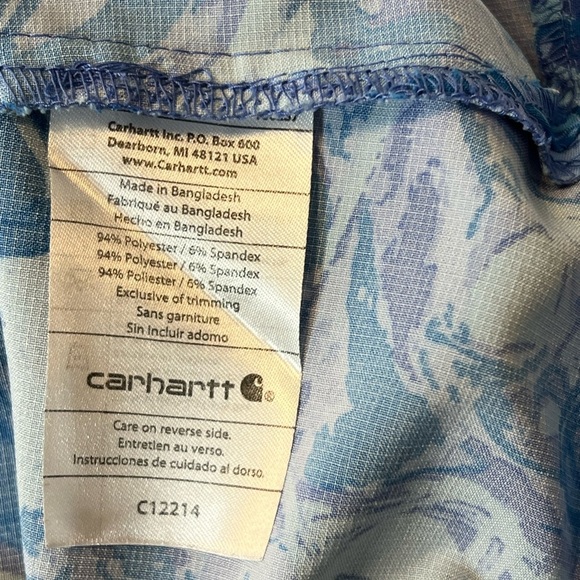 Carhartt Inc. P.O. Box 600
Dearborn, MI 48121 USA
www.Carhartt.com
Made in Bangladesh
Fabriqué au Bangladesh
Hecho en Bangladesh
94% Polyester / 6% Spandex
94% Polyester / 6% Spandex
94% Poliester / 6% Spandex
Exclusive of trimming
Sans garniture
Sin incluir adorno
carhartt ®
Care on reverse side.
Entretien au verso.
Instrucciones de cuidado al dorso.
C12214